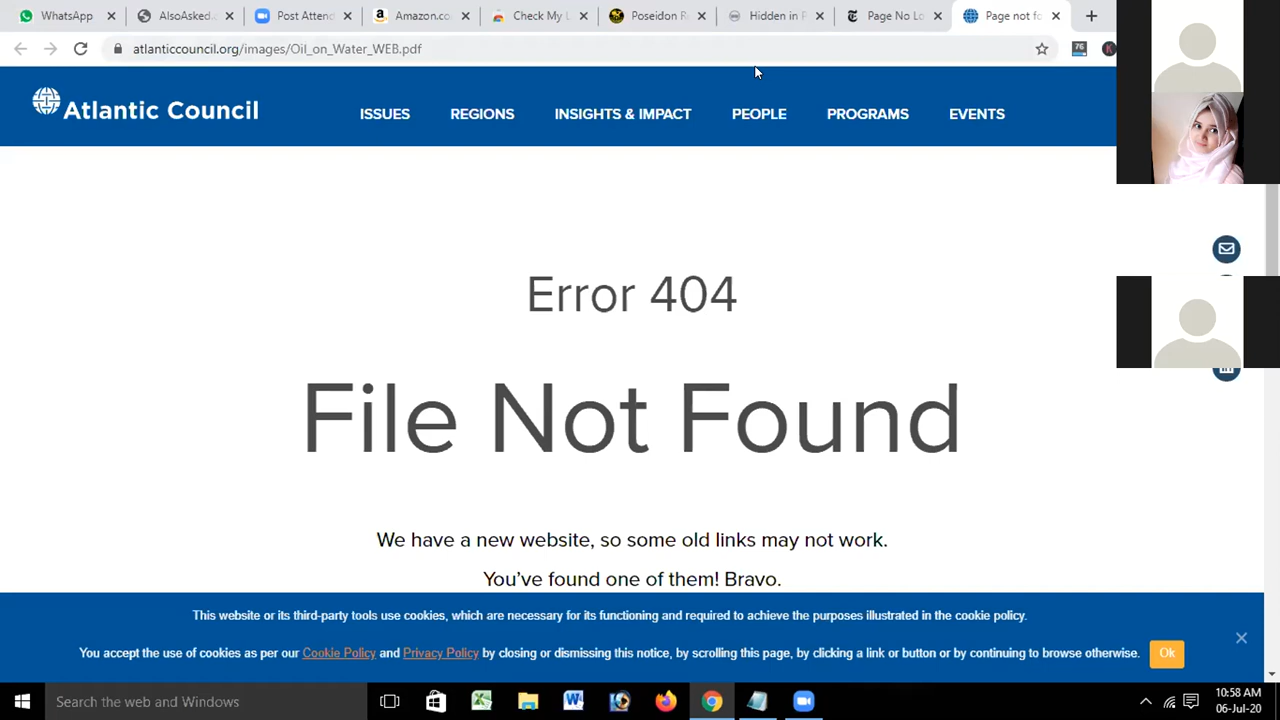 WhatsApp
AlsoAsked.
Post Attend
Amazon.co
Check My L
Poseidon R
Hidden in P
Page No Lo
Page not f
atlanticcouncil.org/images/Oil_on_Water_WEB.pdf
76
K
Atlantic Council
ISSUES REGIONS INSIGHTS & IMPACT PEOPLE PROGRAMS EVENTS
Error 404
File Not Found
We have a new website, so some old links may not work.
You've found one of them! Bravo.
This website or its third-party tools use cookies, which are necessary for its functioning and required to achieve the purposes illustrated in the cookie policy.
You accept the use of cookies as per our Cookie Policy and Privacy Policy by closing or dismissing this notice, by scrolling this page, by clicking a link or button or by continuing to browse otherwise.
Ok
Search the web and Windows
10:58 AM
06-Jul-20